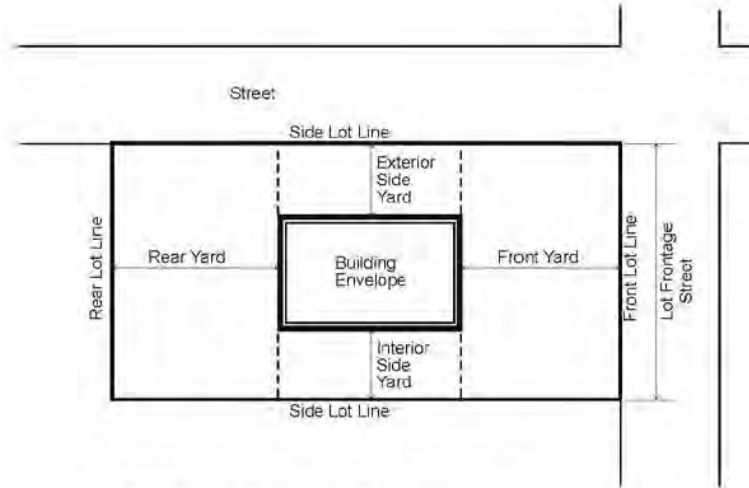 Street
Side Lot Line
Exterior
Side
Yard
Rear Lot Line
Rear Yard
Building
Envelope
Front Yard
Front Lot Line
Lot Frontage
Street
Interior
Side
Yard
Side Lot Line